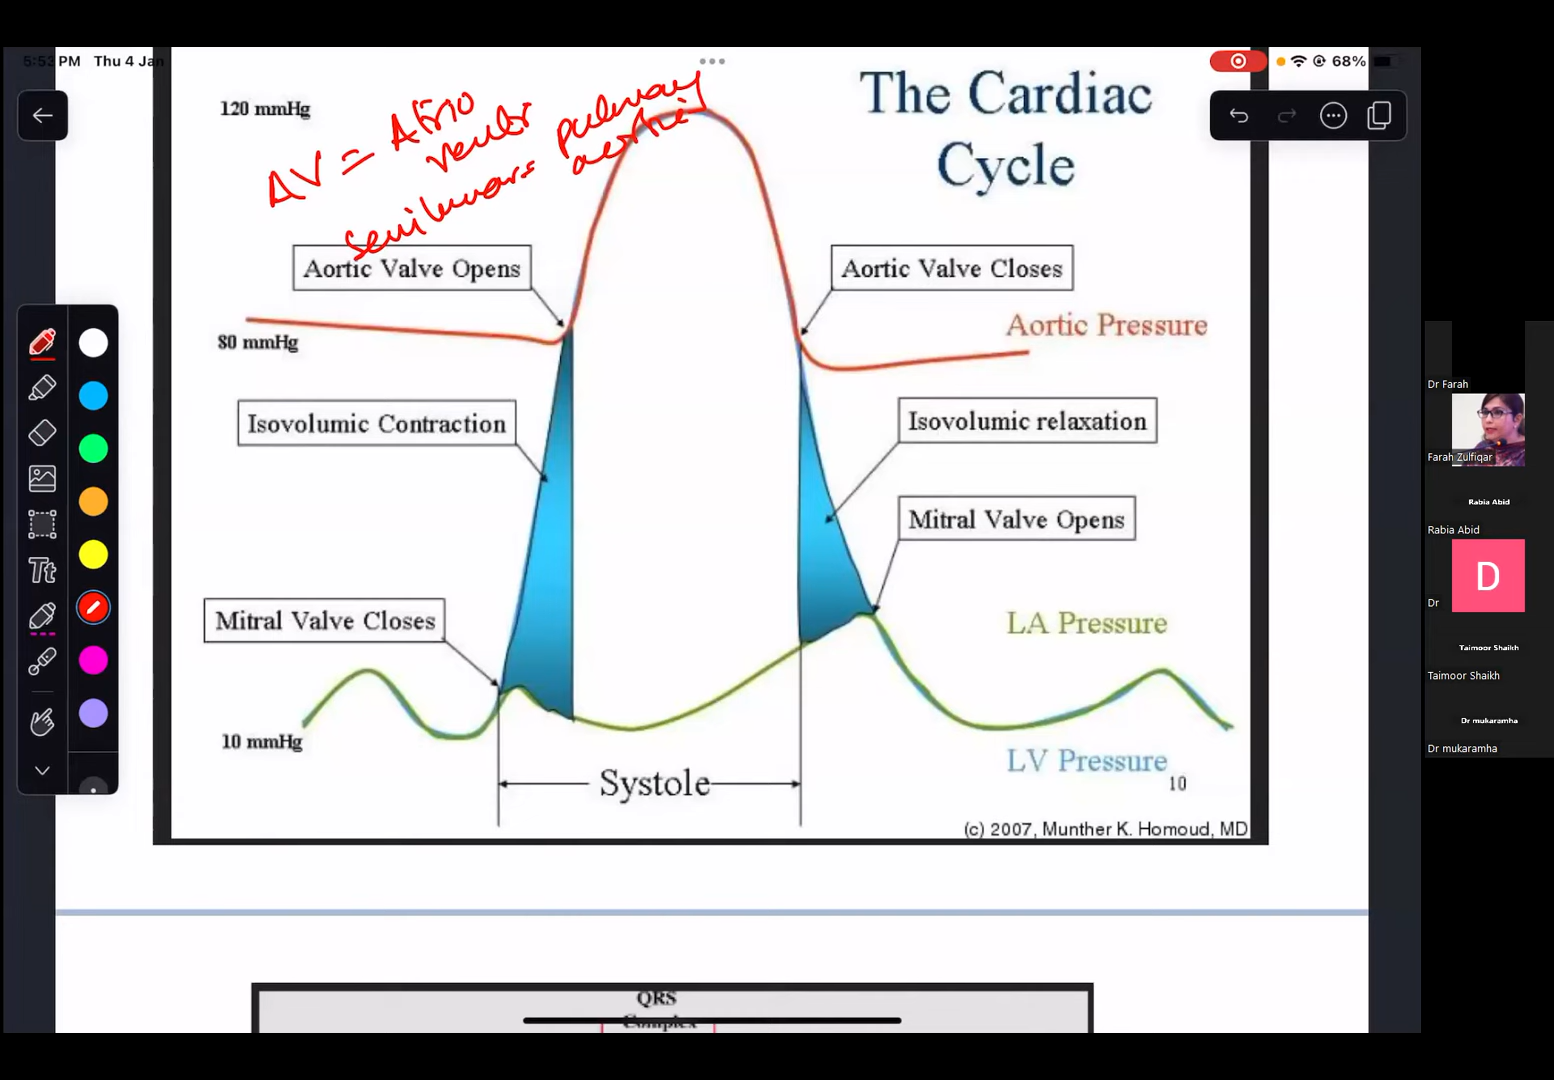 5:53 PM Thu 4 Jan
68%
120 mmHg
The Cardiac
Cycle
AV = Atrio
semilunars pulmonary
aortic
Aortic Valve Opens
Aortic Valve Closes
Aortic Pressure
80 mmHg
Isovolumic Contraction
Isovolumic relaxation
Mitral Valve Opens
Mitral Valve Closes
LA Pressure
10 mmHg
LV Pressure
Systole
10
(c) 2007, Munther K. Homoud, MD
QRS
Complex
Tt
Dr Farah
Farah Zulfiqar
Rabia Abid
Rabia Abid
D
Dr
Taimoor Shaikh
Taimoor Shaikh
Dr mukaramha
Dr mukaramha